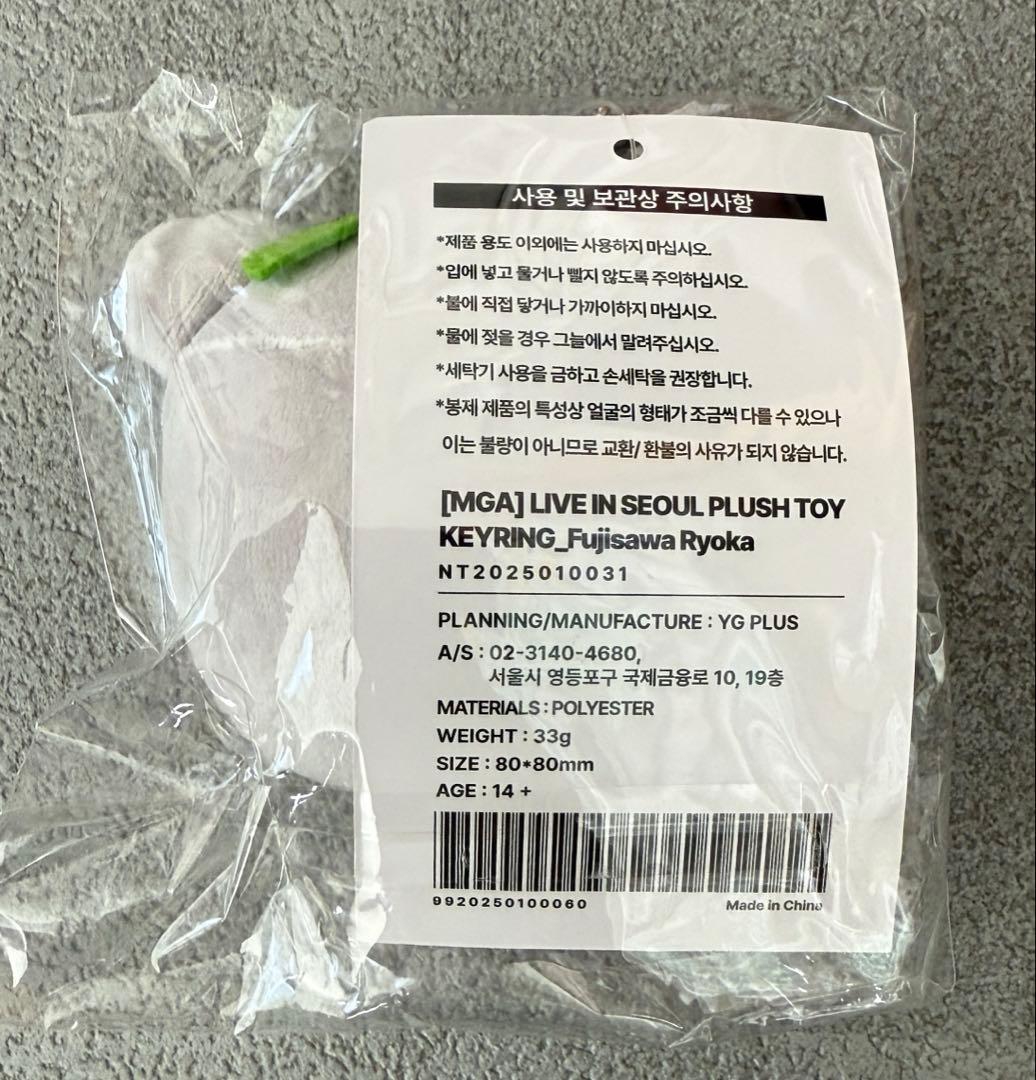 사용 및 보관상 주의사항
*제품 용도 이외에는 사용하지 마십시오.
*입에 넣고 물거나 빨지 않도록 주의하십시오.
*불에 직접 닿거나 가까이하지 마십시오.
*물에 젖을 경우 그늘에서 말려주십시오.
*세탁기 사용을 금하고 손세탁을 권장합니다.
*봉제 제품의 특성상 얼굴의 형태가 조금씩 다를 수 있으나
이는 불량이 아니므로 교환/ 환불의 사유가 되지 않습니다.
[MGA] LIVE IN SEOUL PLUSH TOY
KEYRING_Fujisawa Ryoka
NT2025010031
PLANNING/MANUFACTURE : YG PLUS
A/S : 02-3140-4680,
서울시 영등포구 국제금융로 10, 19층
MATERIALS : POLYESTER
WEIGHT : 33g
SIZE : 80*80mm
AGE : 14 +
9920250100060
Made in China